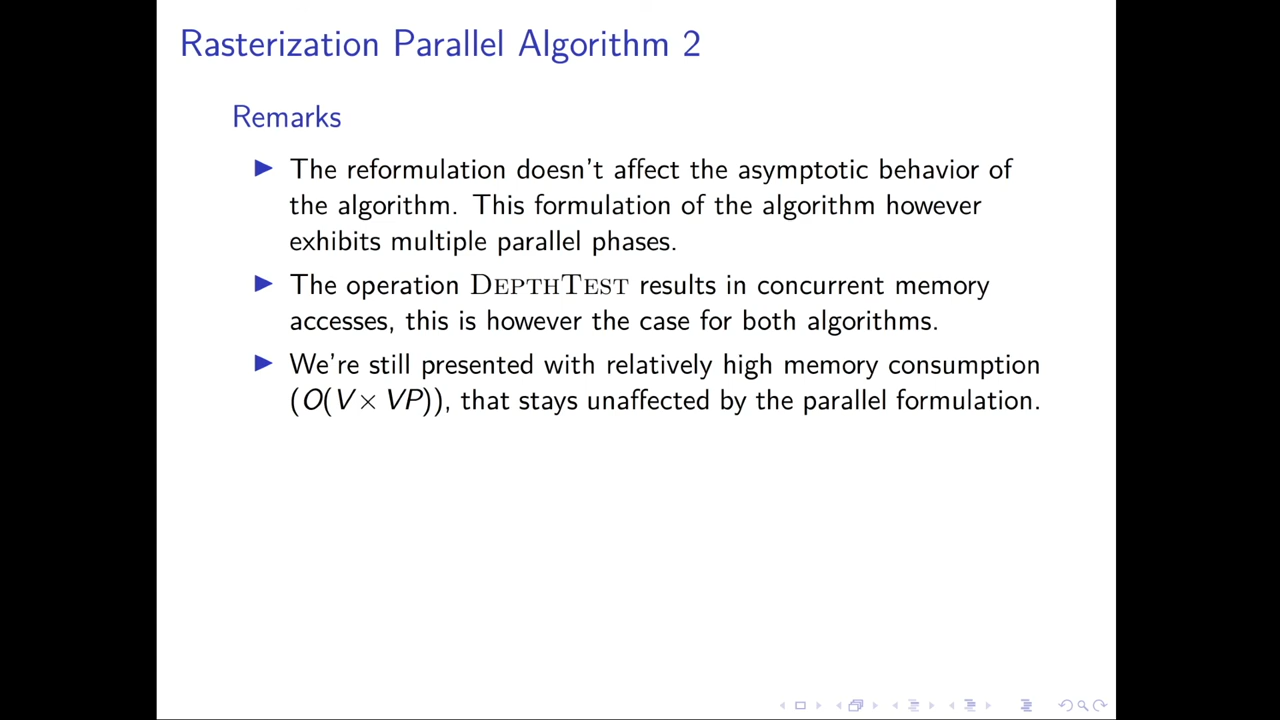 Rasterization Parallel Algorithm 2
Remarks
The reformulation doesn't affect the asymptotic behavior of
the algorithm. This formulation of the algorithm however
exhibits multiple parallel phases.
The operation DEPTHTEST results in concurrent memory
accesses, this is however the case for both algorithms.
We're still presented with relatively high memory consumption
(O(V × VP)), that stays unaffected by the parallel formulation.